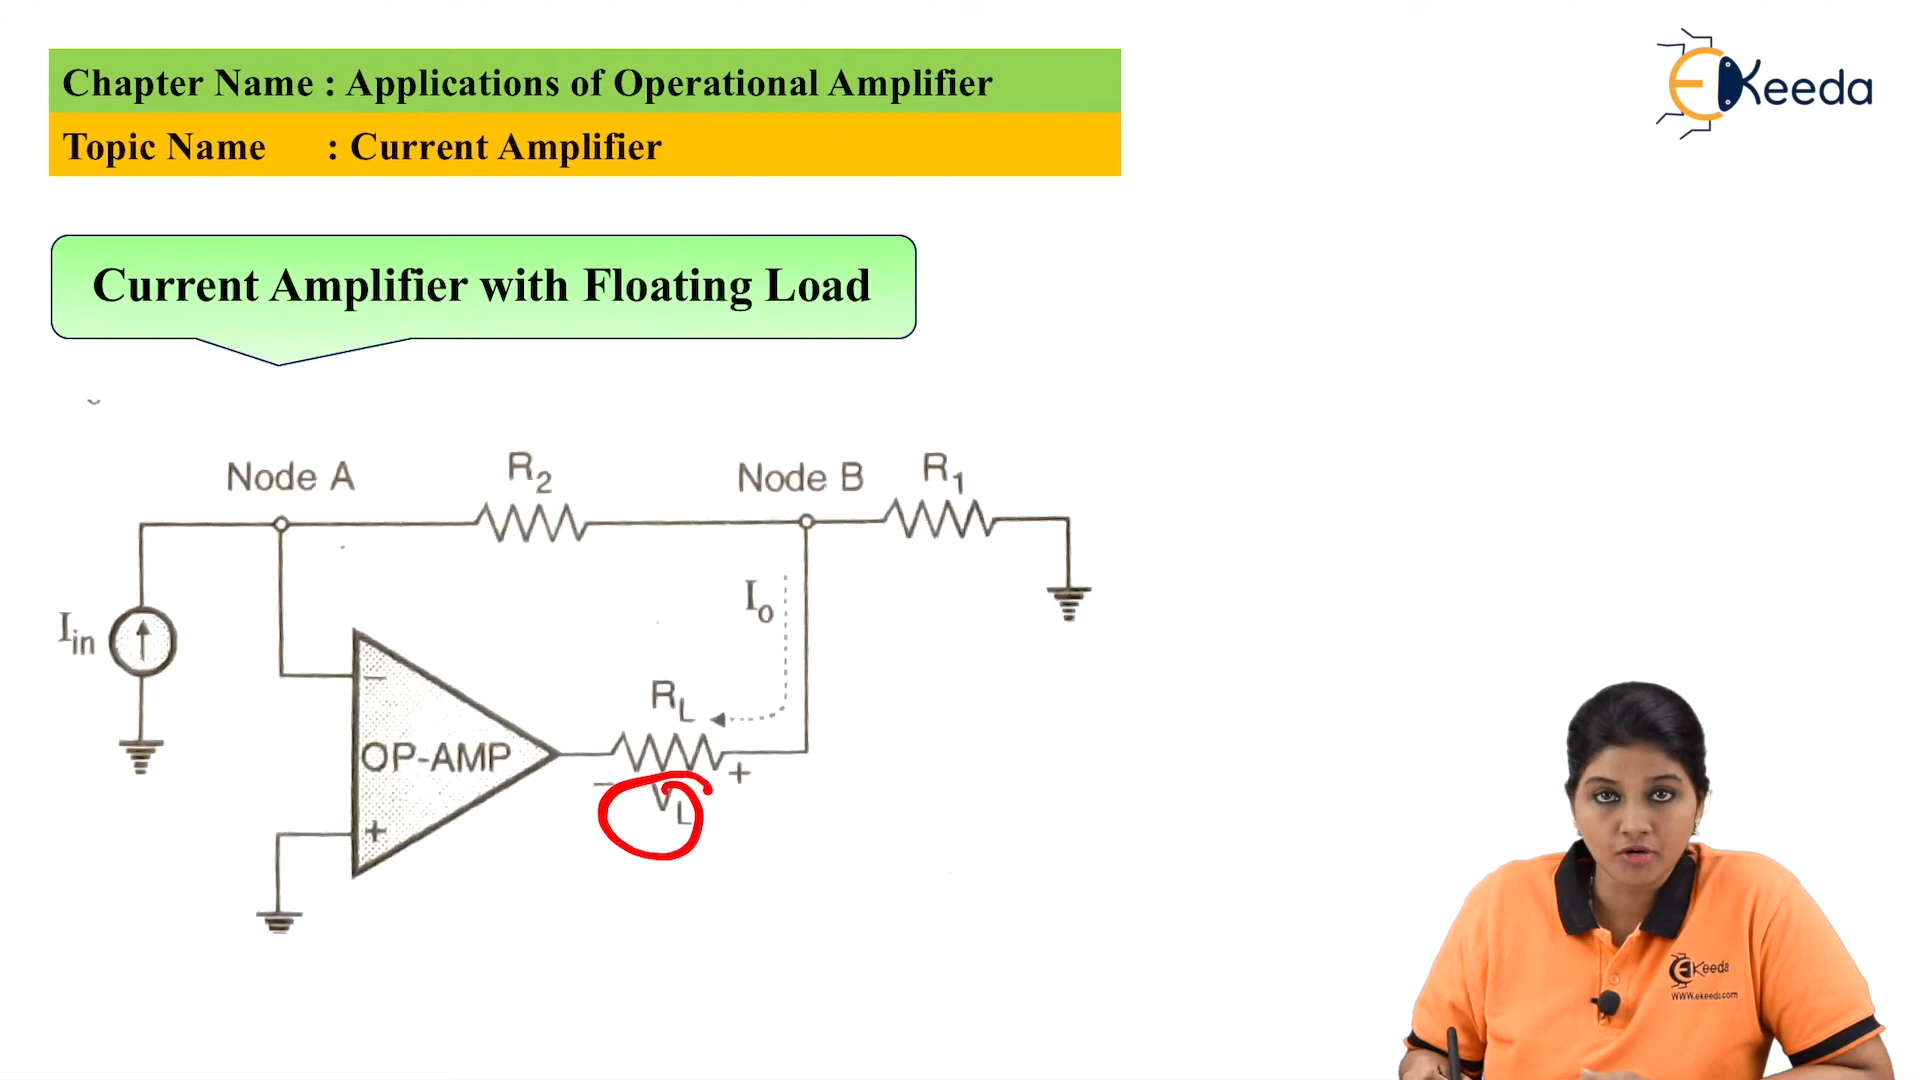 Chapter Name : Applications of Operational Amplifier
Topic Name : Current Amplifier
Keeda
Current Amplifier with Floating Load
Node A
R2
Node B
R1
Iin
Io
RL
−
OP-AMP
− +
VL
+
Keeda
www.ekeeda.com